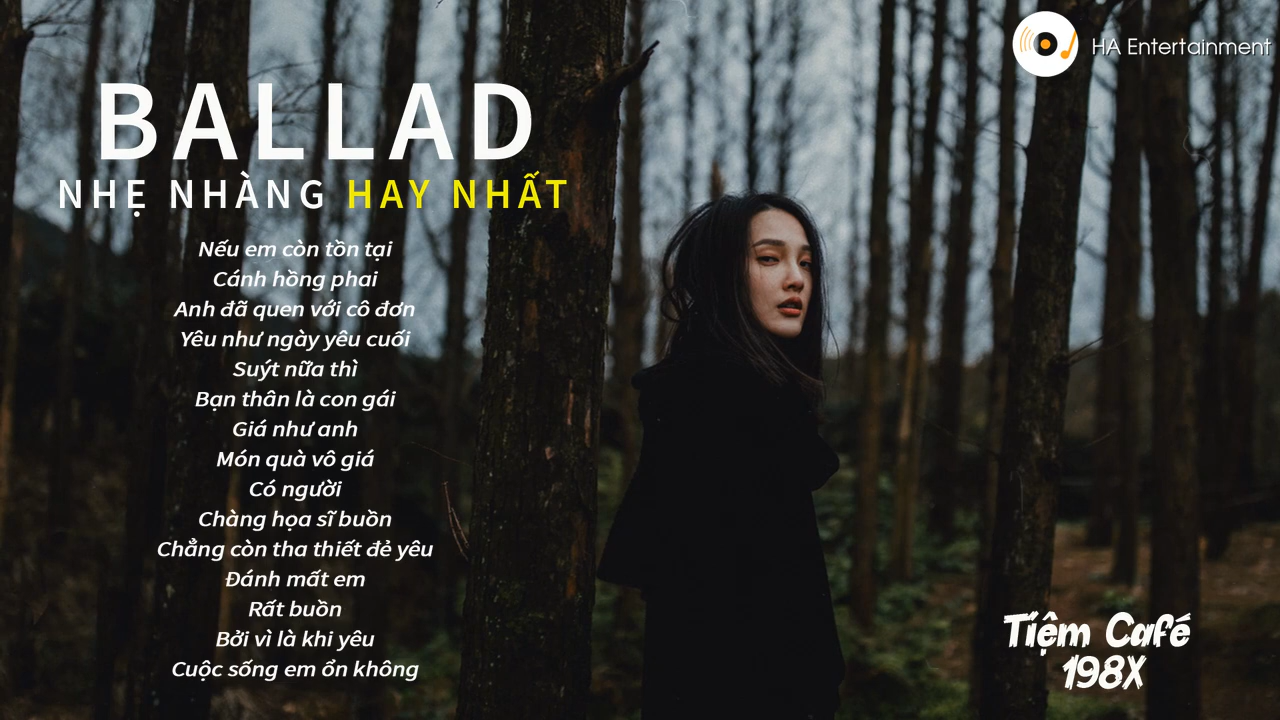 HA Entertainment
BALLAD
NHẸ NHÀNG HAY NHẤT
Nếu em còn tồn tại
Cánh hồng phai
Anh đã quen với cô đơn
Yêu như ngày yêu cuối
Suýt nữa thì
Bạn thân là con gái
Giá như anh
Món quà vô giá
Có người
Chàng họa sĩ buồn
Chẳng còn tha thiết đẻ yêu
Đánh mất em
Rất buồn
Bởi vì là khi yêu
Cuộc sống em ổn không
Tiệm Café
198X